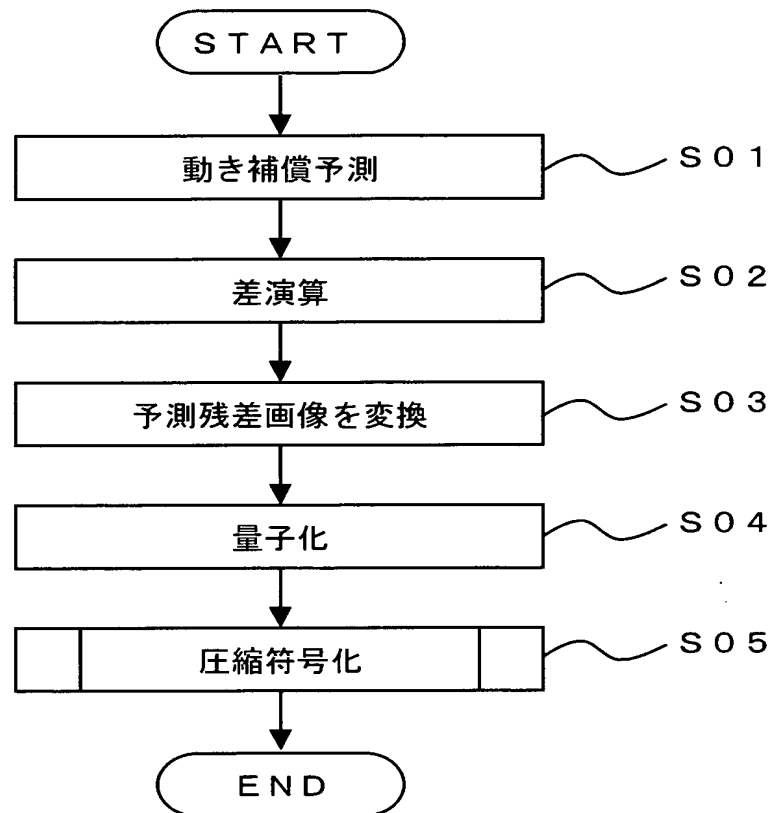 START
動き補償予測
S01
差演算
S02
予測残差画像を変換
S03
量子化
S04
圧縮符号化
S05
END